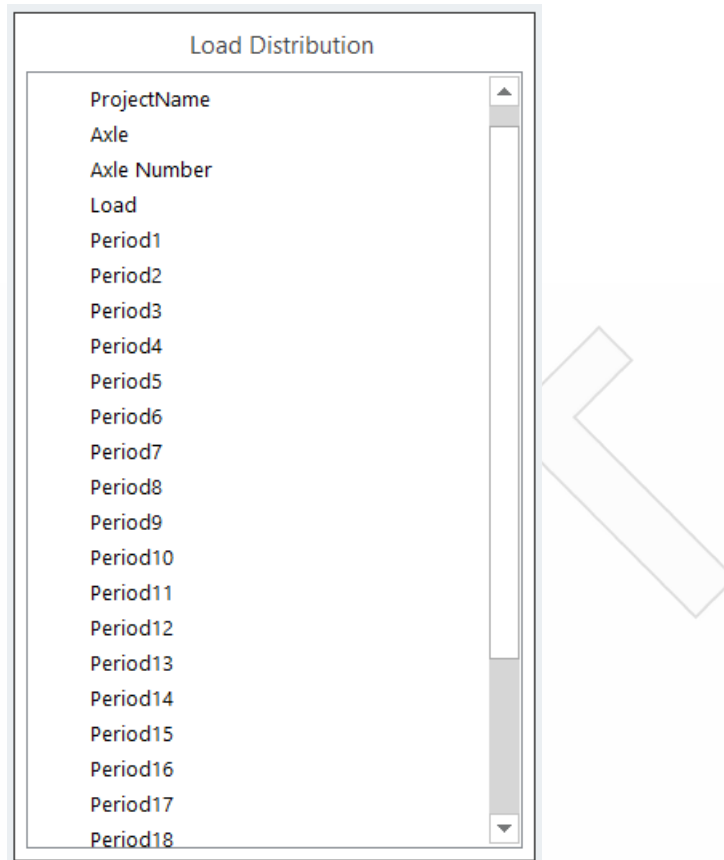 Load Distribution
ProjectName
Axle
Axle Number
Load
Period1
Period2
Period3
Period4
Period5
Period6
Period7
Period8
Period9
Period10
Period11
Period12
Period13
Period14
Period15
Period16
Period17
Period18